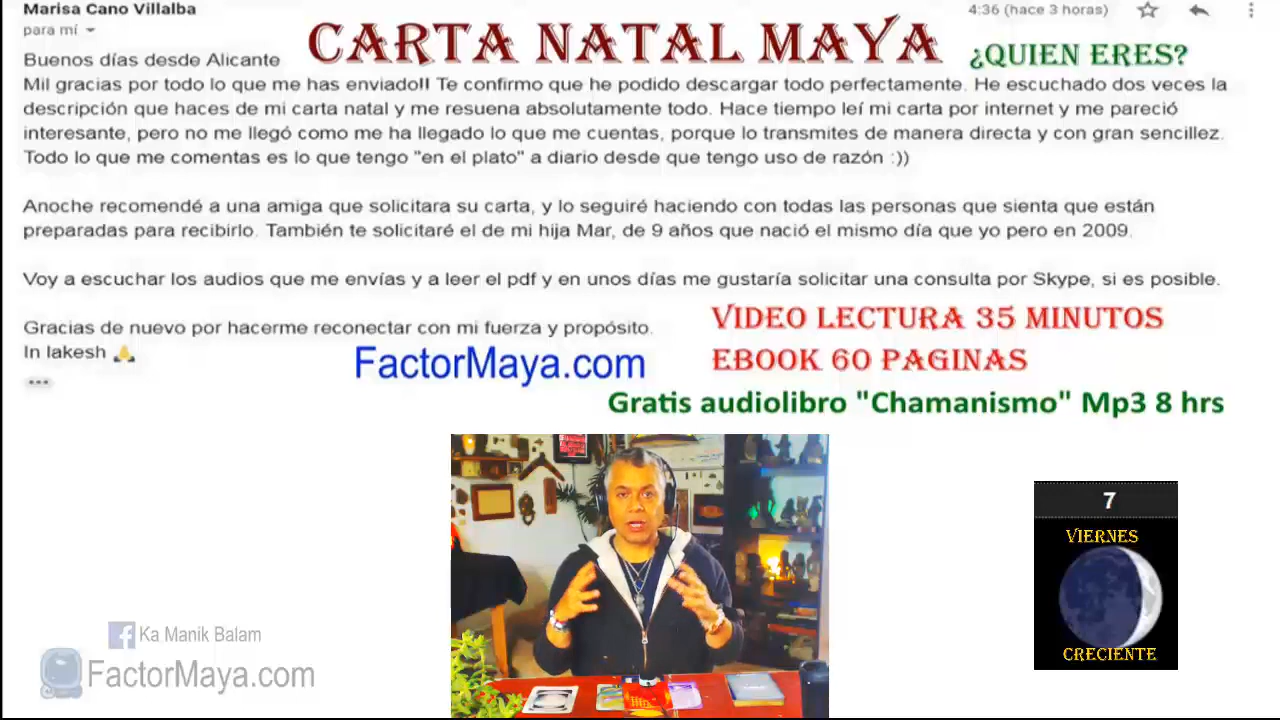 Marisa Cano Villalba
4:36 (hace 3 horas)
para mí
CARTA NATAL MAYA
¿QUIEN ERES?
Buenos días desde Alicante
Mil gracias por todo lo que me has enviado!! Te confirmo que he podido descargar todo perfectamente. He escuchado dos veces la
descripción que haces de mi carta natal y me resuena absolutamente todo. Hace tiempo leí mi carta por internet y me pareció
interesante, pero no me llegó como me ha llegado lo que me cuentas, porque lo transmites de manera directa y con gran sencillez.
Todo lo que me comentas es lo que tengo "en el plato" a diario desde que tengo uso de razón :))
Anoche recomendé a una amiga que solicitara su carta, y lo seguiré haciendo con todas las personas que sienta que están
preparadas para recibirlo. También te solicitaré el de mi hija Mar, de 9 años que nació el mismo día que yo pero en 2009.
Voy a escuchar los audios que me envías y a leer el pdf y en unos días me gustaría solicitar una consulta por Skype, si es posible.
Gracias de nuevo por hacerme reconectar con mi fuerza y propósito.
In lakesh 🙏
VIDEO LECTURA 35 MINUTOS
FactorMaya.com
EBOOK 60 PAGINAS
Gratis audiolibro "Chamanismo" Mp3 8 hrs
7
VIERNES
CRECIENTE
Ka Manik Balam
FactorMaya.com